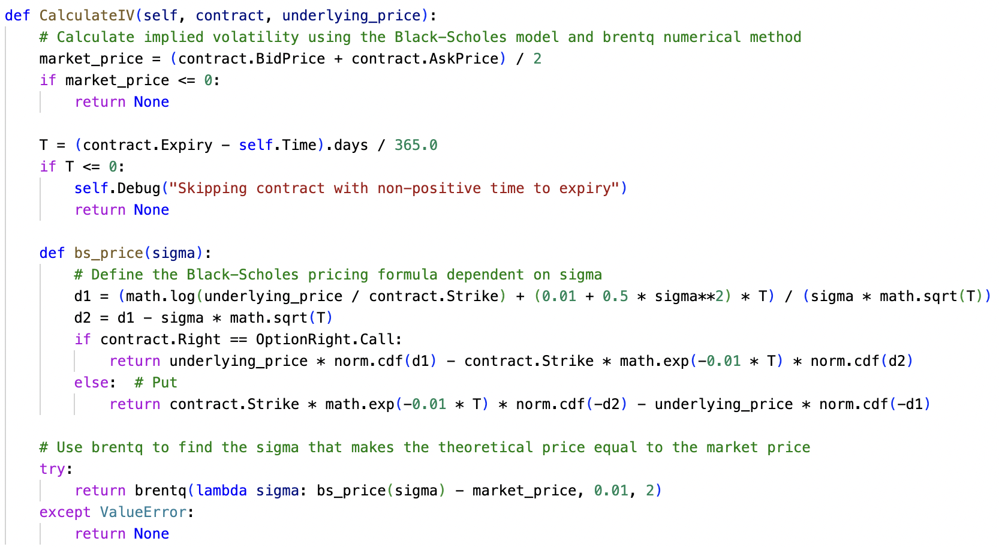 def CalculateIV(self, contract, underlying_price):
    # Calculate implied volatility using the Black-Scholes model and brentq numerical method
    market_price = (contract.BidPrice + contract.AskPrice) / 2
    if market_price <= 0:
        return None

    T = (contract.Expiry - self.Time).days / 365.0
    if T <= 0:
        self.Debug("Skipping contract with non-positive time to expiry")
        return None

    def bs_price(sigma):
        # Define the Black-Scholes pricing formula dependent on sigma
        d1 = (math.log(underlying_price / contract.Strike) + (0.01 + 0.5 * sigma**2) * T) / (sigma * math.sqrt(T))
        d2 = d1 - sigma * math.sqrt(T)
        if contract.Right == OptionRight.Call:
            return underlying_price * norm.cdf(d1) - contract.Strike * math.exp(-0.01 * T) * norm.cdf(d2)
        else:  # Put
            return contract.Strike * math.exp(-0.01 * T) * norm.cdf(-d2) - underlying_price * norm.cdf(-d1)

    # Use brentq to find the sigma that makes the theoretical price equal to the market price
    try:
        return brentq(lambda sigma: bs_price(sigma) - market_price, 0.01, 2)
    except ValueError:
        return None